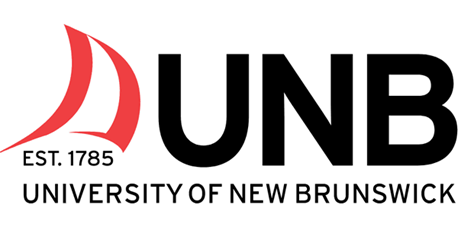 UNB
EST. 1785
UNIVERSITY OF NEW BRUNSWICK